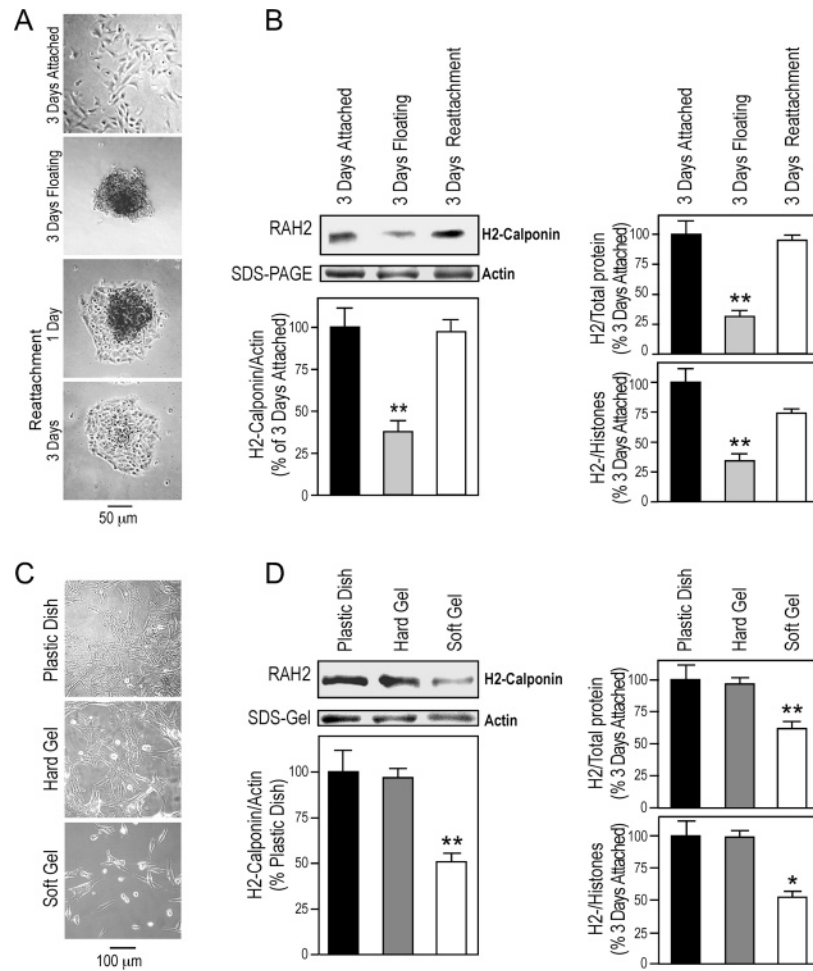 A
3 Days Attached
3 Days Floating
Reattachment
1 Day
3 Days
50 μm
B
3 Days Attached
3 Days Floating
3 Days Reattachment
RAH2
H2-Calponin
SDS-PAGE
Actin
H2-Calponin/Actin
(% of 3 Days Attached)
100
75
50
25
0
**
3 Days Attached
3 Days Floating
3 Days Reattachment
H2/Total protein
(% 3 Days Attached)
100
75
50
25
0
**
H2-/Histones
(% 3 Days Attached)
100
75
50
25
0
**
C
Plastic Dish
Hard Gel
Soft Gel
100 μm
D
Plastic Dish
Hard Gel
Soft Gel
RAH2
H2-Calponin
SDS-Gel
Actin
H2-Calponin/Actin
(% Plastic Dish)
100
75
50
25
0
**
Plastic Dish
Hard Gel
Soft Gel
H2/Total protein
(% 3 Days Attached)
100
75
50
25
0
**
H2-/Histones
(% 3 Days Attached)
100
75
50
25
0
*